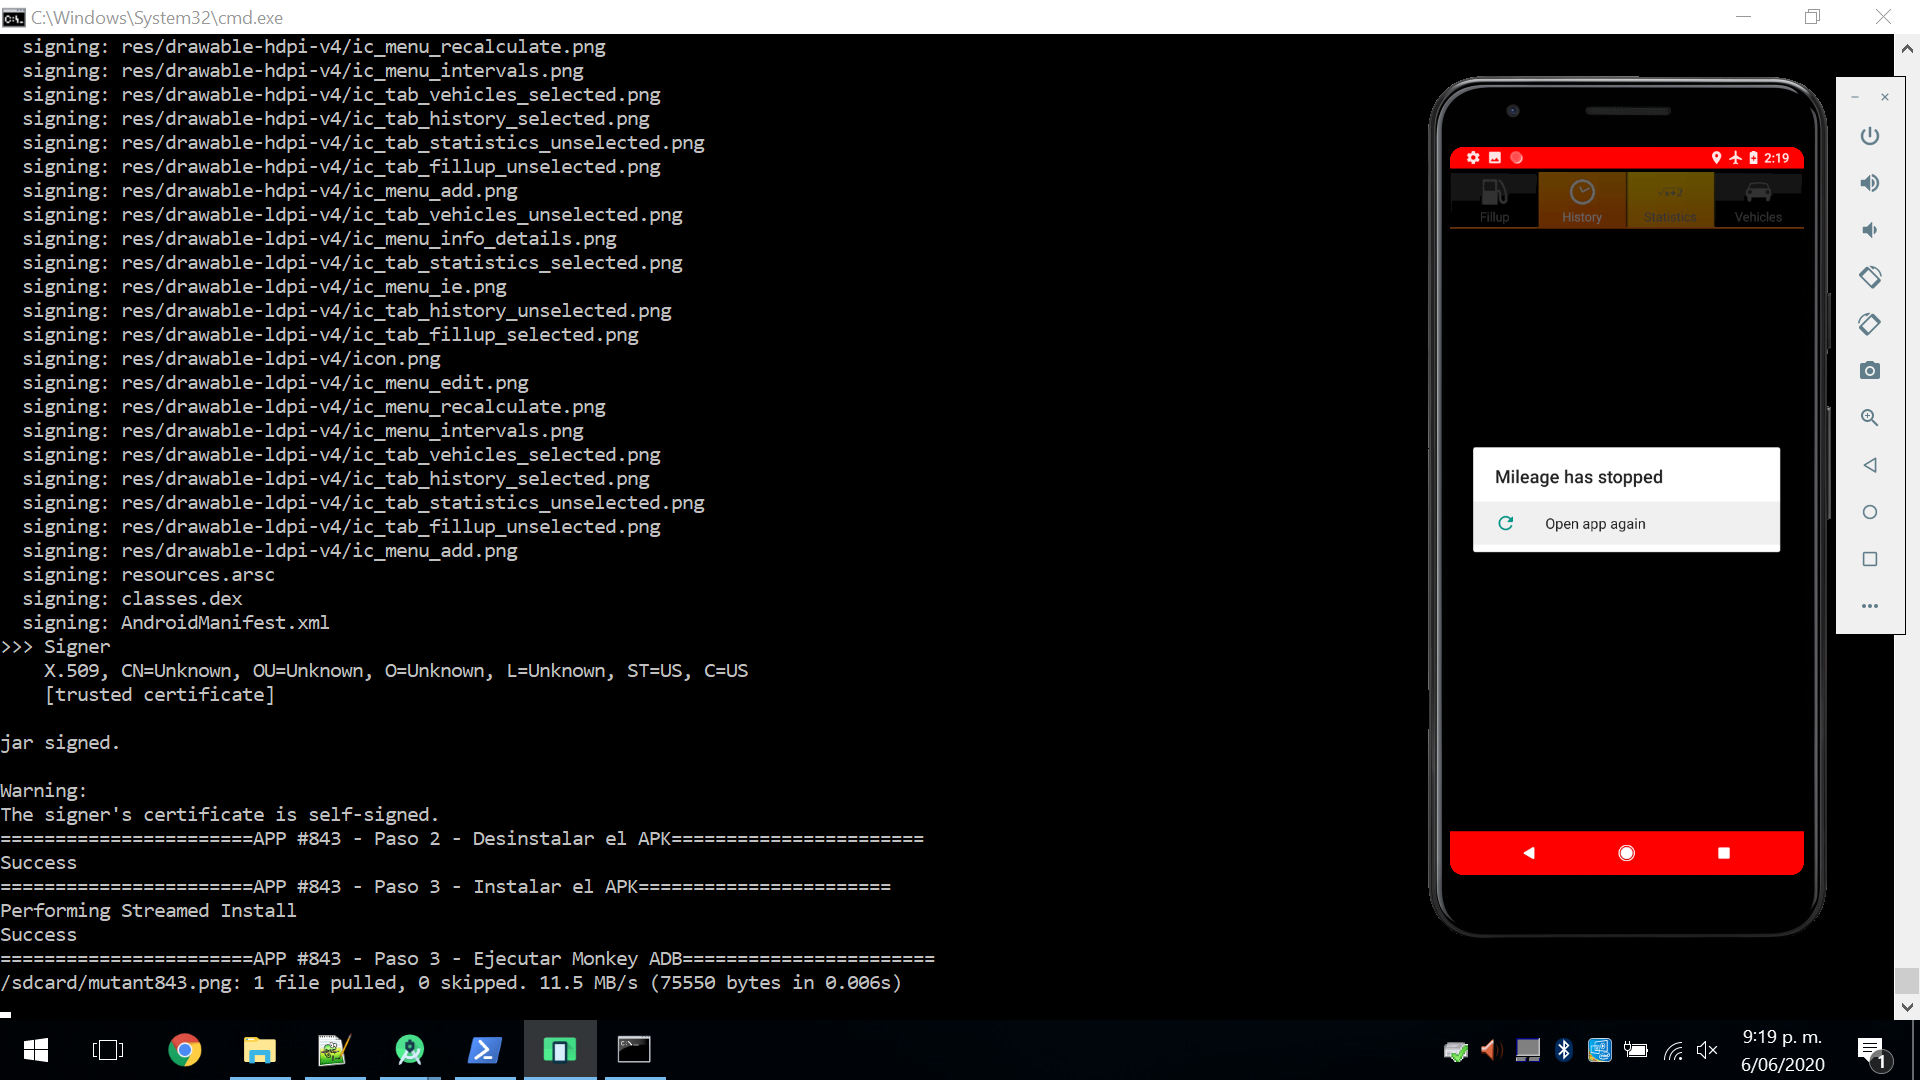 C:\Windows\System32\cmd.exe
signing: res/drawable-hdpi-v4/ic_menu_recalculate.png
signing: res/drawable-hdpi-v4/ic_menu_intervals.png
signing: res/drawable-hdpi-v4/ic_tab_vehicles_selected.png
signing: res/drawable-hdpi-v4/ic_tab_history_selected.png
signing: res/drawable-hdpi-v4/ic_tab_statistics_unselected.png
signing: res/drawable-hdpi-v4/ic_tab_fillup_unselected.png
signing: res/drawable-hdpi-v4/ic_menu_add.png
signing: res/drawable-ldpi-v4/ic_tab_vehicles_unselected.png
signing: res/drawable-ldpi-v4/ic_menu_info_details.png
signing: res/drawable-ldpi-v4/ic_tab_statistics_selected.png
signing: res/drawable-ldpi-v4/ic_menu_ie.png
signing: res/drawable-ldpi-v4/ic_tab_history_unselected.png
signing: res/drawable-ldpi-v4/ic_tab_fillup_selected.png
signing: res/drawable-ldpi-v4/icon.png
signing: res/drawable-ldpi-v4/ic_menu_edit.png
signing: res/drawable-ldpi-v4/ic_menu_recalculate.png
signing: res/drawable-ldpi-v4/ic_menu_intervals.png
signing: res/drawable-ldpi-v4/ic_tab_vehicles_selected.png
signing: res/drawable-ldpi-v4/ic_tab_history_selected.png
signing: res/drawable-ldpi-v4/ic_tab_statistics_unselected.png
signing: res/drawable-ldpi-v4/ic_tab_fillup_unselected.png
signing: res/drawable-ldpi-v4/ic_menu_add.png
signing: resources.arsc
signing: classes.dex
signing: AndroidManifest.xml
>>> Signer
X.509, CN=Unknown, OU=Unknown, O=Unknown, L=Unknown, ST=US, C=US
[trusted certificate]
jar signed.
Warning:
The signer's certificate is self-signed.
=======================APP #843 - Paso 2 - Desinstalar el APK=======================
Success
=======================APP #843 - Paso 3 - Instalar el APK=======================
Performing Streamed Install
Success
=======================APP #843 - Paso 3 - Ejecutar Monkey ADB=======================
/sdcard/mutant843.png: 1 file pulled, 0 skipped. 11.5 MB/s (75550 bytes in 0.006s)
2:19
Fillup
History
Statistics
Vehicles
Mileage has stopped
Open app again
9:19 p. m.
6/06/2020
1